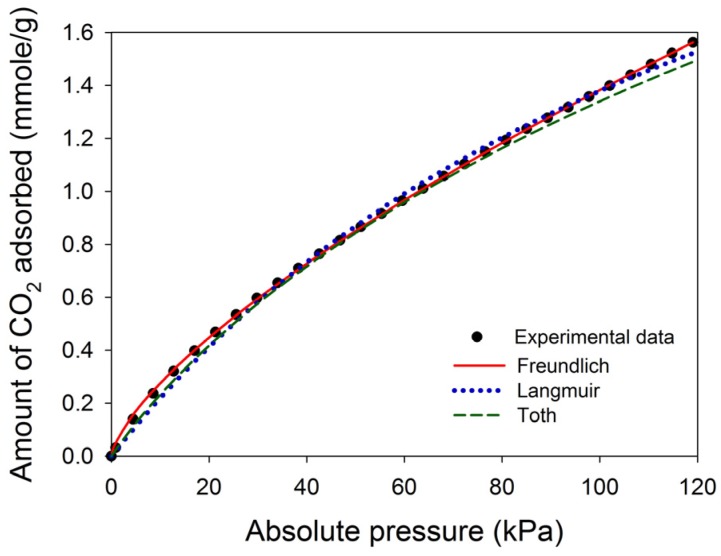 Amount of CO2 adsorbed (mmole/g)
1.6
1.4
1.2
1.0
0.8
0.6
0.4
0.2
0.0
Experimental data
Freundlich
Langmuir
Toth
0 20 40 60 80 100 120
Absolute pressure (kPa)